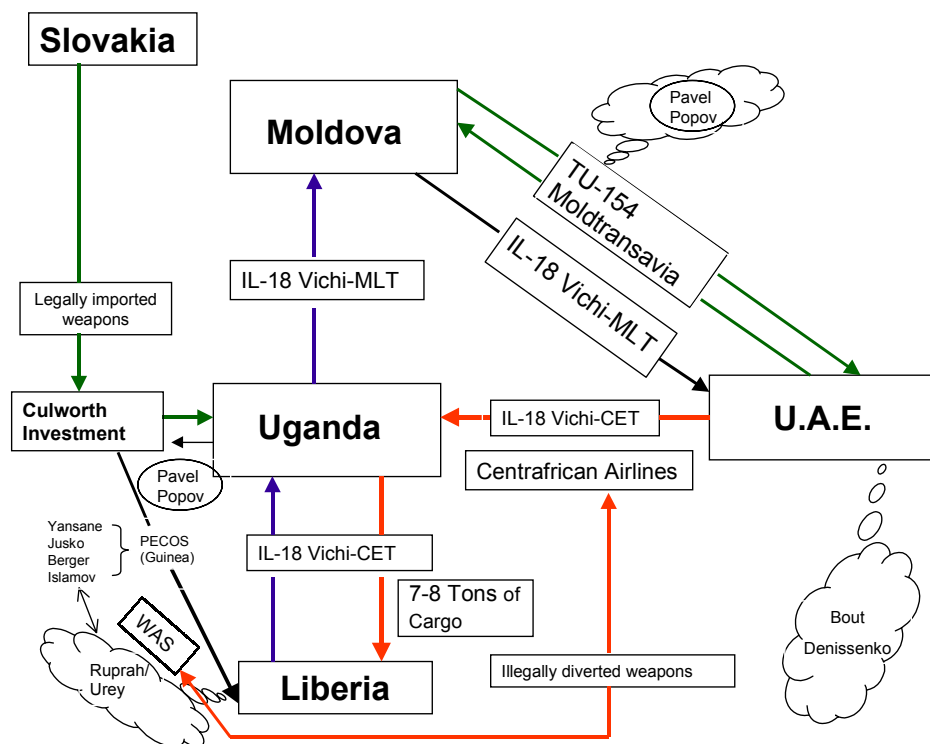 Slovakia
Moldova
Pavel
Popov
TU-154
Moldtransavia
IL-18 Vichi-MLT
IL-18 Vichi-MLT
Legally imported
weapons
Culworth
Investment
Uganda
IL-18 Vichi-CET
U.A.E.
Centrafrican Airlines
Pavel
Popov
Yansane
Jusko
Berger
Islamov
PECOS
(Guinea)
IL-18 Vichi-CET
7-8 Tons of
Cargo
WAS
Ruprah/
Urey
Liberia
Illegally diverted weapons
Bout
Denissenko